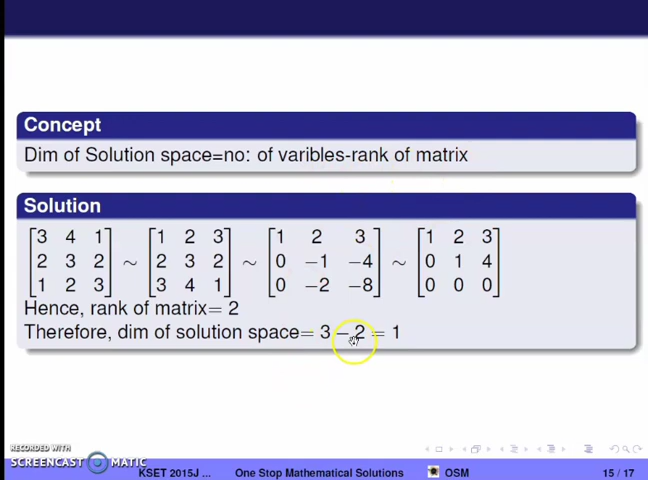 Concept
Dim of Solution space=no: of varibles-rank of matrix
Solution
[3 4 1] [1 2 3] [1 2 3] [1 2 3]
[2 3 2] ~ [2 3 2] ~ [0 −1 −4] ~ [0 1 4]
[1 2 3] [3 4 1] [0 −2 −8] [0 0 0]
Hence, rank of matrix= 2
Therefore, dim of solution space= 3 − 2 = 1
RECORDED WITH
SCREENCAST MATIC
KSET 2015J ... One Stop Mathematical Solutions OSM 15 / 17